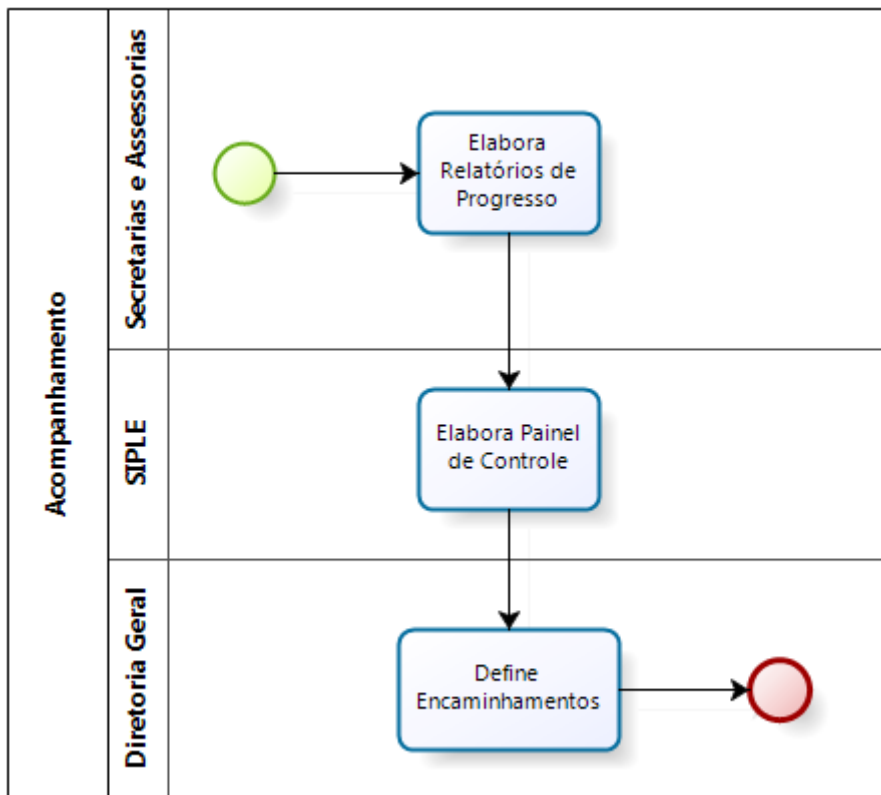 Acompanhamento
Secretarias e Assessorias
Elabora
Relatórios de
Progresso
SIPLE
Elabora Painel
de Controle
Diretoria Geral
Define
Encaminhamentos